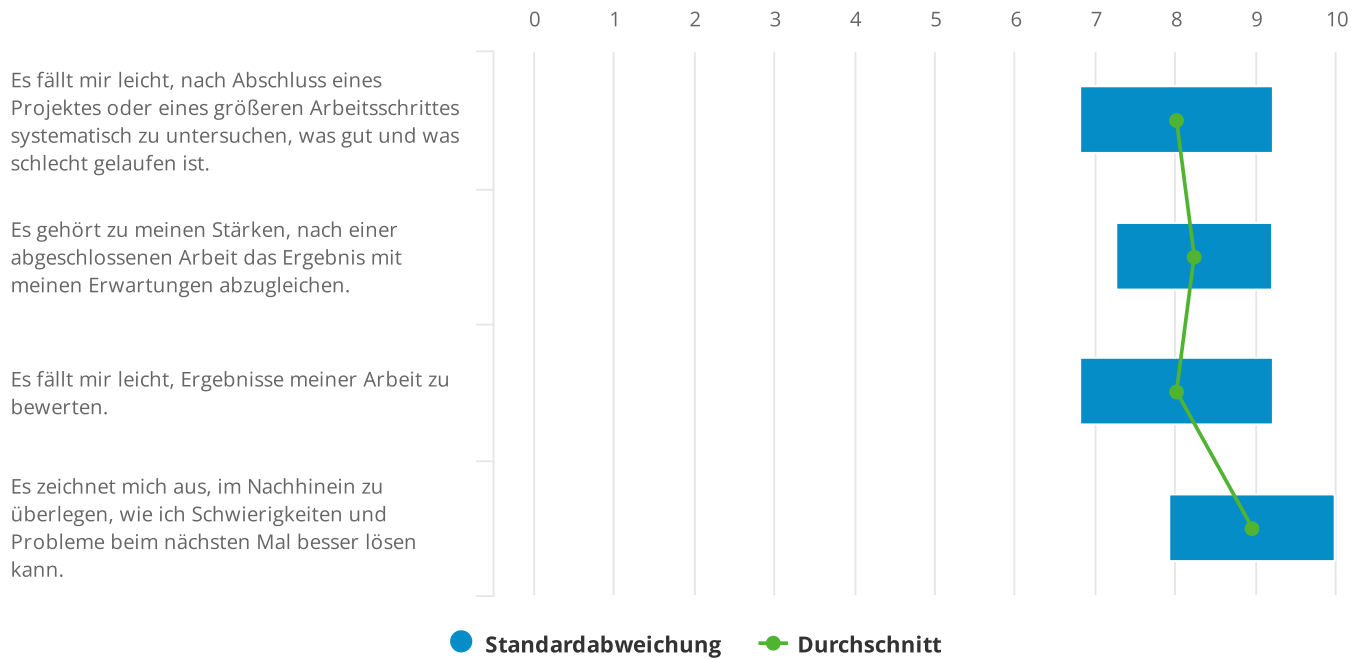 0 1 2 3 4 5 6 7 8 9 10
Es fällt mir leicht, nach Abschluss eines
Projektes oder eines größeren Arbeitsschrittes
systematisch zu untersuchen, was gut und was
schlecht gelaufen ist.
Es gehört zu meinen Stärken, nach einer
abgeschlossenen Arbeit das Ergebnis mit
meinen Erwartungen abzugleichen.
Es fällt mir leicht, Ergebnisse meiner Arbeit zu
bewerten.
Es zeichnet mich aus, im Nachhinein zu
überlegen, wie ich Schwierigkeiten und
Probleme beim nächsten Mal besser lösen
kann.
Standardabweichung Durchschnitt